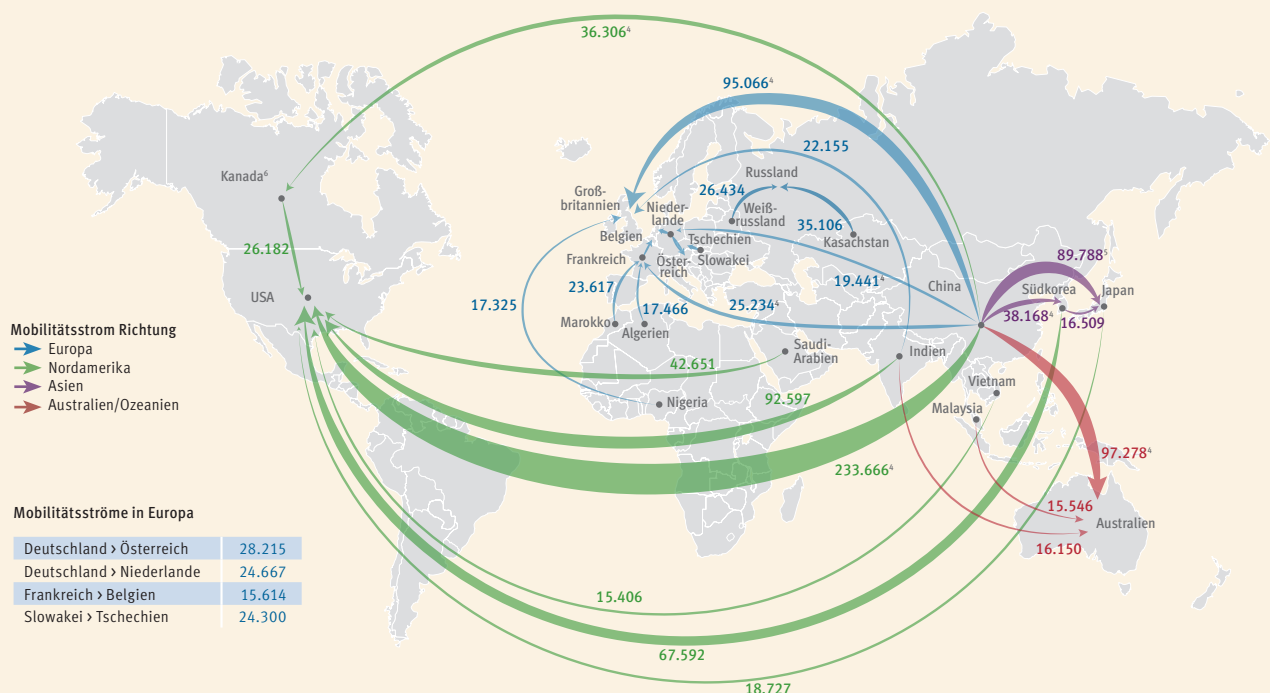 36.306⁴
95.066⁴
22.155
Kanada⁶
Groß-
britannien
26.434
Russland
Nieder-
lande
Weiß-
russland
Belgien
Tschechien
35.106
Kasachstan
26.182
Frankreich
Öster-
reich
Slowakei
89.788⁵
USA
17.325
23.617
19.441⁴
China
Südkorea
Japan
25.234⁴
38.168⁴
16.509
17.466
Marokko
Algerien
Mobilitätsstrom Richtung
Europa
Nordamerika
Asien
Australien/Ozeanien
42.651
Saudi-
Arabien
Indien
Vietnam
92.597
Nigeria
Malaysia
233.666⁴
97.278⁴
15.546
Australien
16.150
Mobilitätsströme in Europa
Deutschland › Österreich 28.215
Deutschland › Niederlande 24.667
Frankreich › Belgien 15.614
Slowakei › Tschechien 24.300
15.406
67.592
18.727